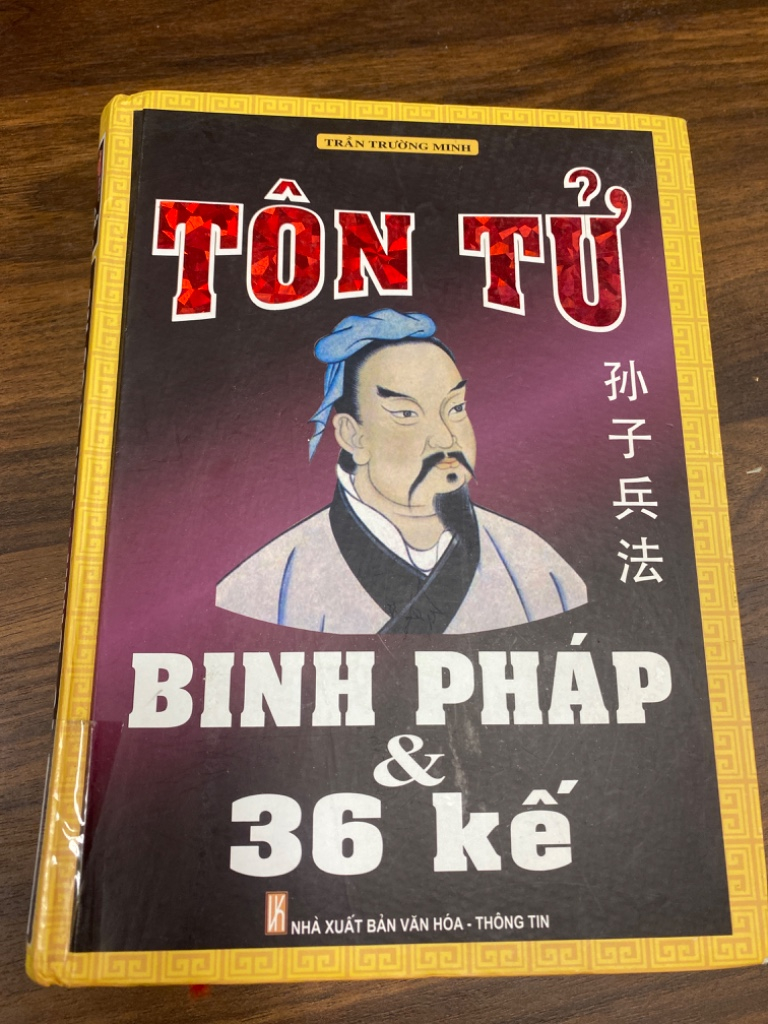 TRẦN TRƯỜNG MINH
TÔN TỬ
孙子兵法
BINH PHÁP
&
36 kế
NHÀ XUẤT BẢN VĂN HÓA - THÔNG TIN